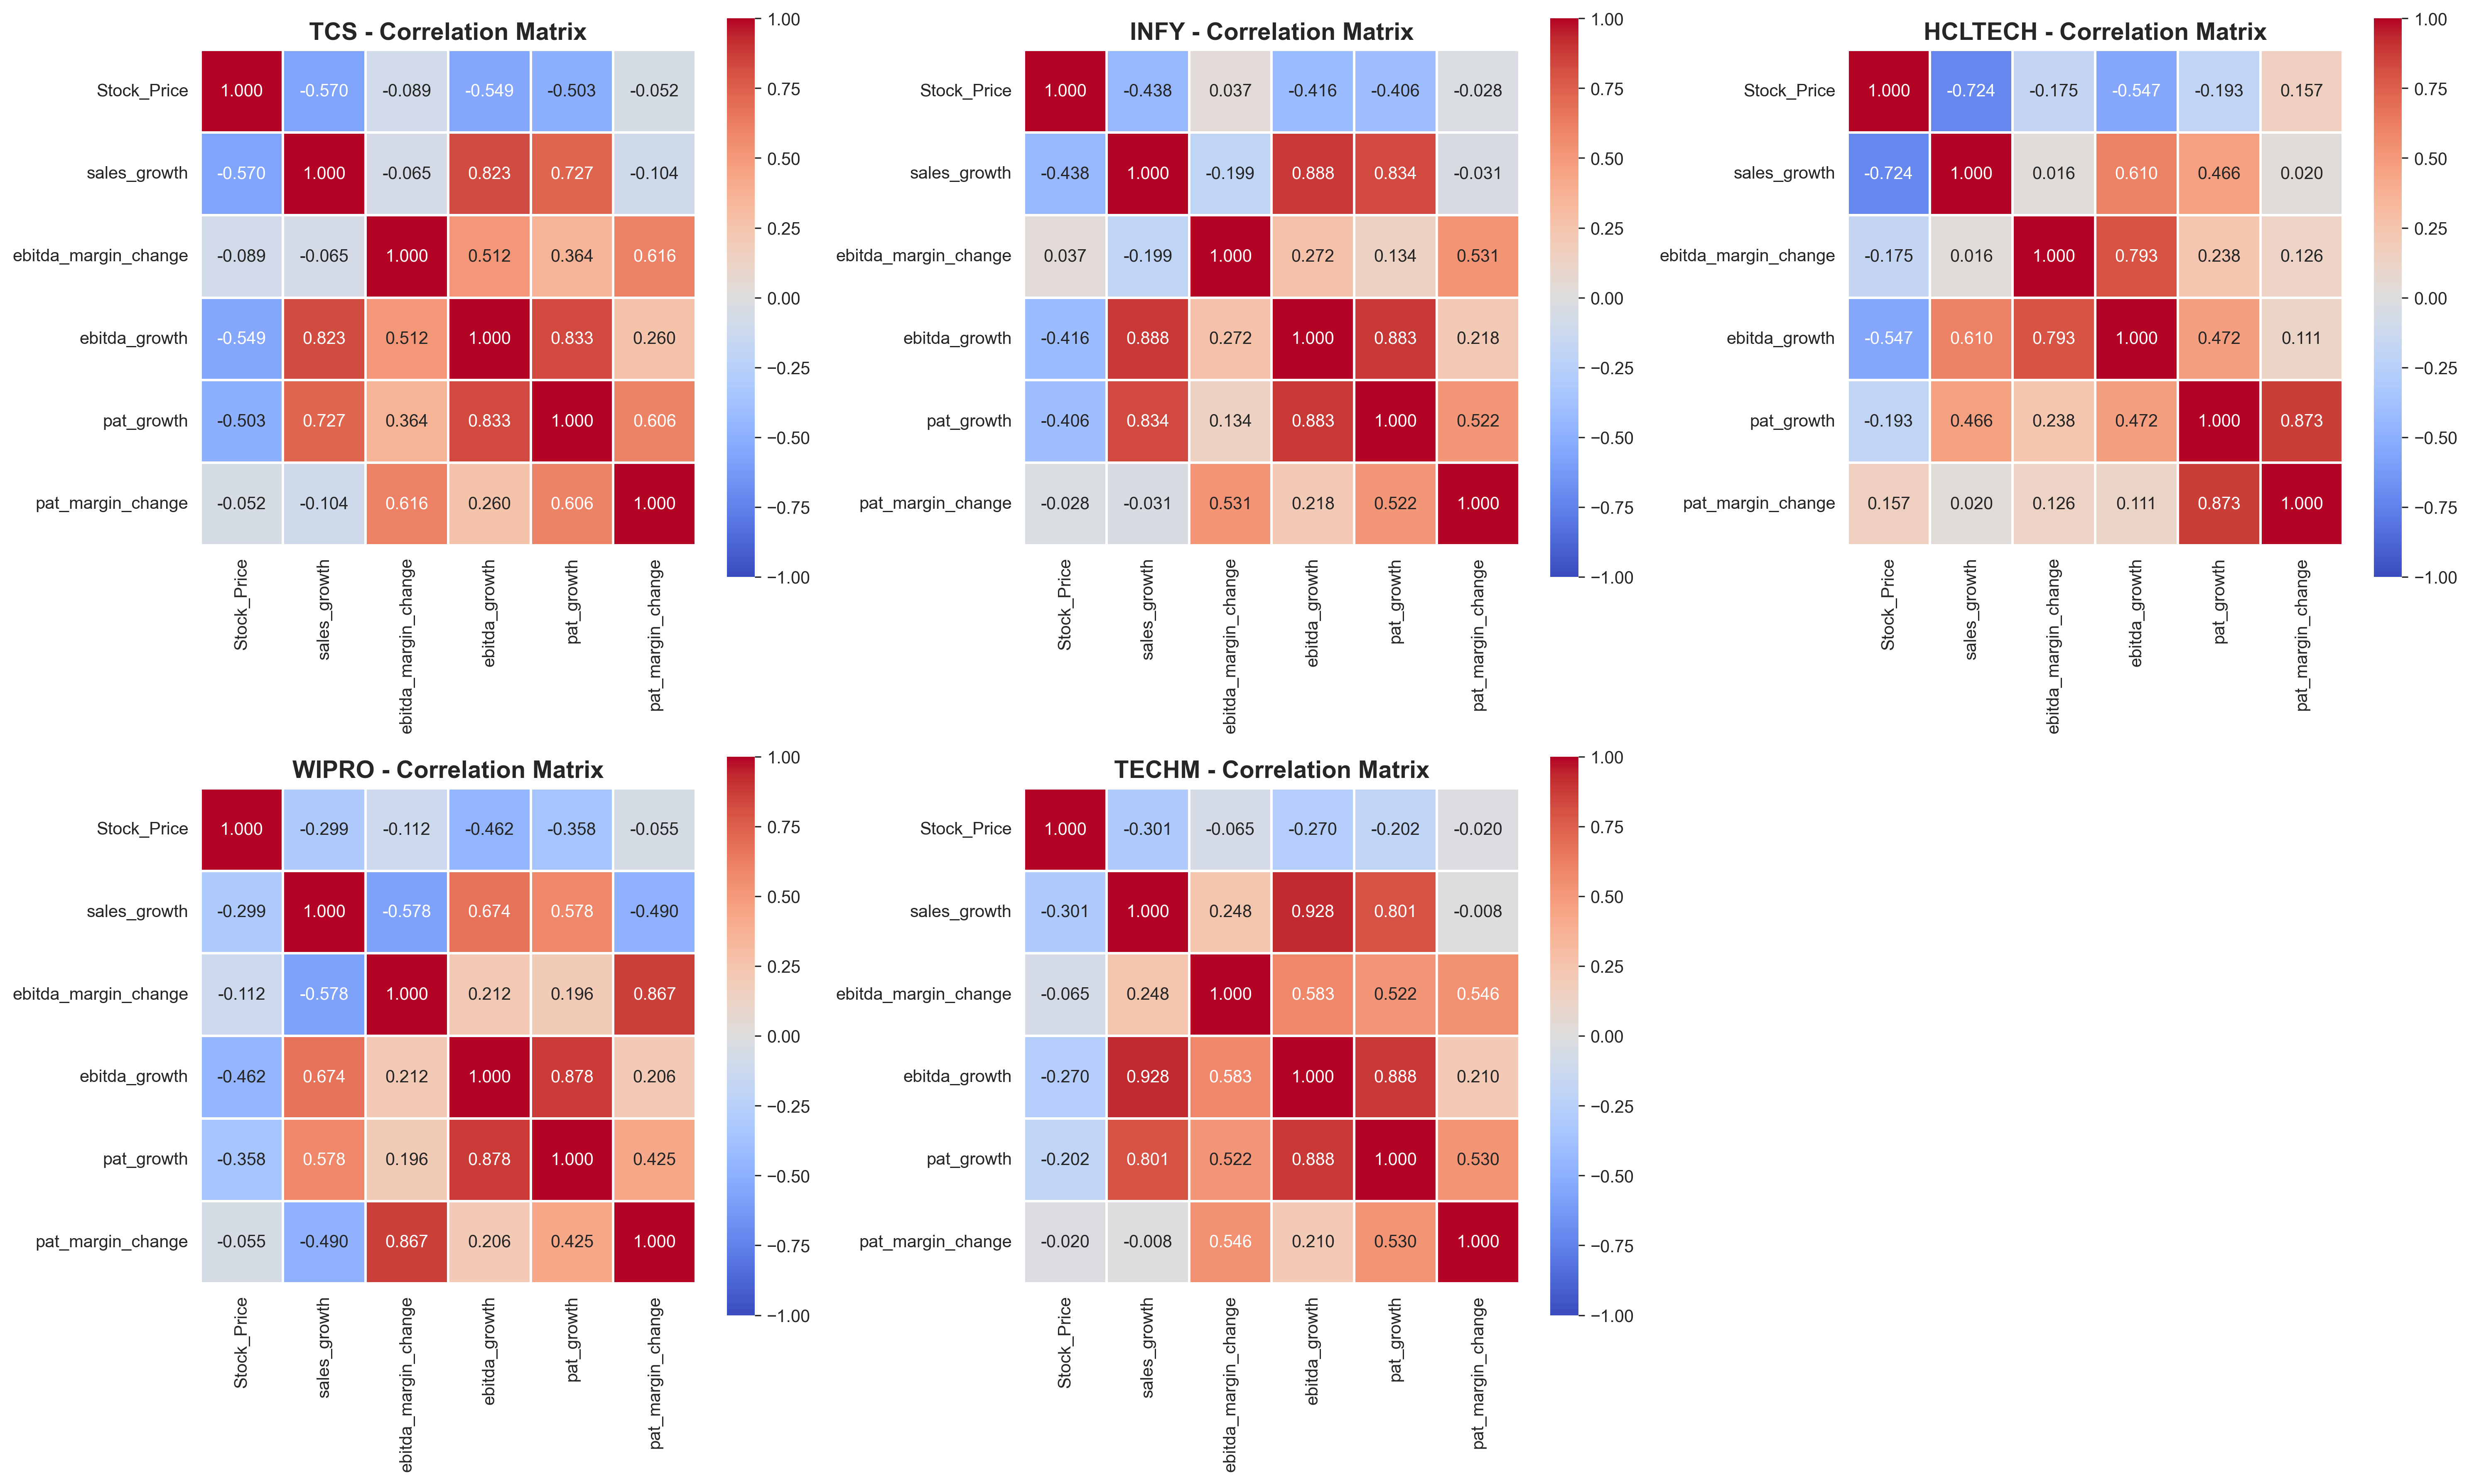 TCS - Correlation Matrix
Stock_Price 1.000 -0.570 -0.089 -0.549 -0.503 -0.052
sales_growth -0.570 1.000 -0.065 0.823 0.727 -0.104
ebitda_margin_change -0.089 -0.065 1.000 0.512 0.364 0.616
ebitda_growth -0.549 0.823 0.512 1.000 0.833 0.260
pat_growth -0.503 0.727 0.364 0.833 1.000 0.606
pat_margin_change -0.052 -0.104 0.616 0.260 0.606 1.000
Stock_Price
sales_growth
ebitda_margin_change
ebitda_growth
pat_growth
pat_margin_change
1.00
0.75
0.50
0.25
0.00
−0.25
−0.50
−0.75
−1.00
INFY - Correlation Matrix
Stock_Price 1.000 -0.438 0.037 -0.416 -0.406 -0.028
sales_growth -0.438 1.000 -0.199 0.888 0.834 -0.031
ebitda_margin_change 0.037 -0.199 1.000 0.272 0.134 0.531
ebitda_growth -0.416 0.888 0.272 1.000 0.883 0.218
pat_growth -0.406 0.834 0.134 0.883 1.000 0.522
pat_margin_change -0.028 -0.031 0.531 0.218 0.522 1.000
Stock_Price
sales_growth
ebitda_margin_change
ebitda_growth
pat_growth
pat_margin_change
1.00
0.75
0.50
0.25
0.00
−0.25
−0.50
−0.75
−1.00
HCLTECH - Correlation Matrix
Stock_Price 1.000 -0.724 -0.175 -0.547 -0.193 0.157
sales_growth -0.724 1.000 0.016 0.610 0.466 0.020
ebitda_margin_change -0.175 0.016 1.000 0.793 0.238 0.126
ebitda_growth -0.547 0.610 0.793 1.000 0.472 0.111
pat_growth -0.193 0.466 0.238 0.472 1.000 0.873
pat_margin_change 0.157 0.020 0.126 0.111 0.873 1.000
Stock_Price
sales_growth
ebitda_margin_change
ebitda_growth
pat_growth
pat_margin_change
1.00
0.75
0.50
0.25
0.00
−0.25
−0.50
−0.75
−1.00
WIPRO - Correlation Matrix
Stock_Price 1.000 -0.299 -0.112 -0.462 -0.358 -0.055
sales_growth -0.299 1.000 -0.578 0.674 0.578 -0.490
ebitda_margin_change -0.112 -0.578 1.000 0.212 0.196 0.867
ebitda_growth -0.462 0.674 0.212 1.000 0.878 0.206
pat_growth -0.358 0.578 0.196 0.878 1.000 0.425
pat_margin_change -0.055 -0.490 0.867 0.206 0.425 1.000
Stock_Price
sales_growth
ebitda_margin_change
ebitda_growth
pat_growth
pat_margin_change
1.00
0.75
0.50
0.25
0.00
−0.25
−0.50
−0.75
−1.00
TECHM - Correlation Matrix
Stock_Price 1.000 -0.301 -0.065 -0.270 -0.202 -0.020
sales_growth -0.301 1.000 0.248 0.928 0.801 -0.008
ebitda_margin_change -0.065 0.248 1.000 0.583 0.522 0.546
ebitda_growth -0.270 0.928 0.583 1.000 0.888 0.210
pat_growth -0.202 0.801 0.522 0.888 1.000 0.530
pat_margin_change -0.020 -0.008 0.546 0.210 0.530 1.000
Stock_Price
sales_growth
ebitda_margin_change
ebitda_growth
pat_growth
pat_margin_change
1.00
0.75
0.50
0.25
0.00
−0.25
−0.50
−0.75
−1.00